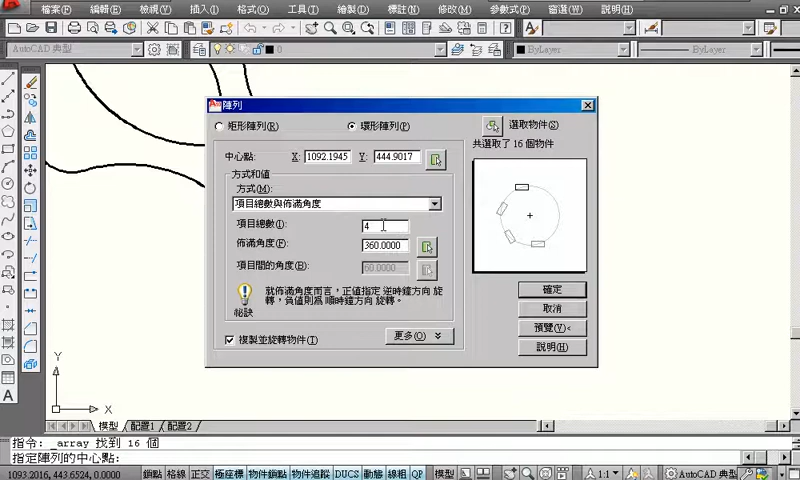 檔案(F) 編輯(E) 檢視(V) 插入(I) 格式(O) 工具(T) 繪製(D) 標註(N) 修改(M) 參數式(P) 窗選(W) 說明(H)
AutoCAD 典型 0 ByLayer ByLayer
陣列
矩形陣列(R) 環形陣列(P) 選取物件(S)
共選取了 16 個物件
中心點: X: 1092.1945 Y: 444.9017
方式和值
方式(M):
項目總數與佈滿角度
項目總數(I): 4
佈滿角度(F): 360.0000
項目間的角度(B): 60.0000
就佈滿角度而言，正值指定 逆時鐘方向 旋
轉，負值則為 順時鐘方向 旋轉。
祕訣
複製並旋轉物件(T)
更多(O)
確定
取消
預覽(V)<
說明(H)
Y
X
模型 配置1 配置2
指令: _array 找到 16 個
指定陣列的中心點:
1093.2016, 443.6524, 0.0000 鎖點 格線 正交 極座標 物件鎖點 物件追蹤 DUCS 動態 線粗 QP 模型 1:1 AutoCAD 典型